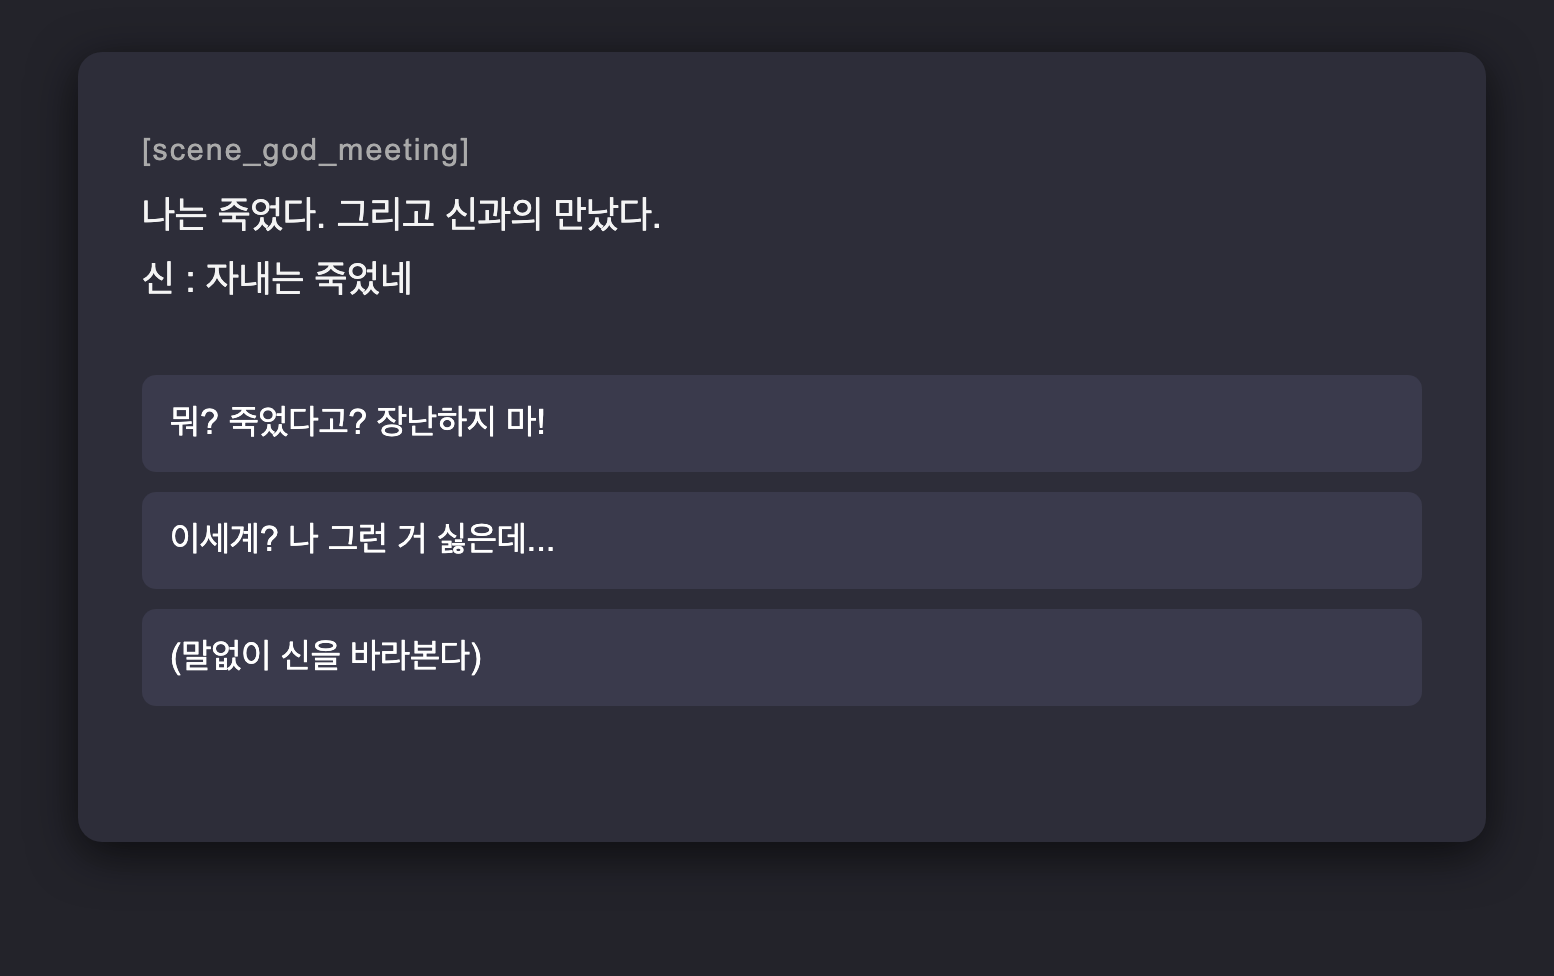 [scene_god_meeting]
나는 죽었다. 그리고 신과의 만났다.
신 : 자내는 죽었네
뭐? 죽었다고? 장난하지 마!
이세계? 나 그런 거 싫은데...
(말없이 신을 바라본다)